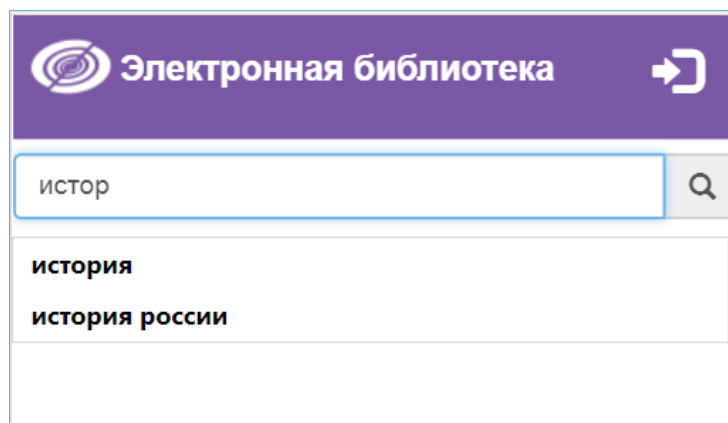 Электронная библиотека
истор
история
история россии